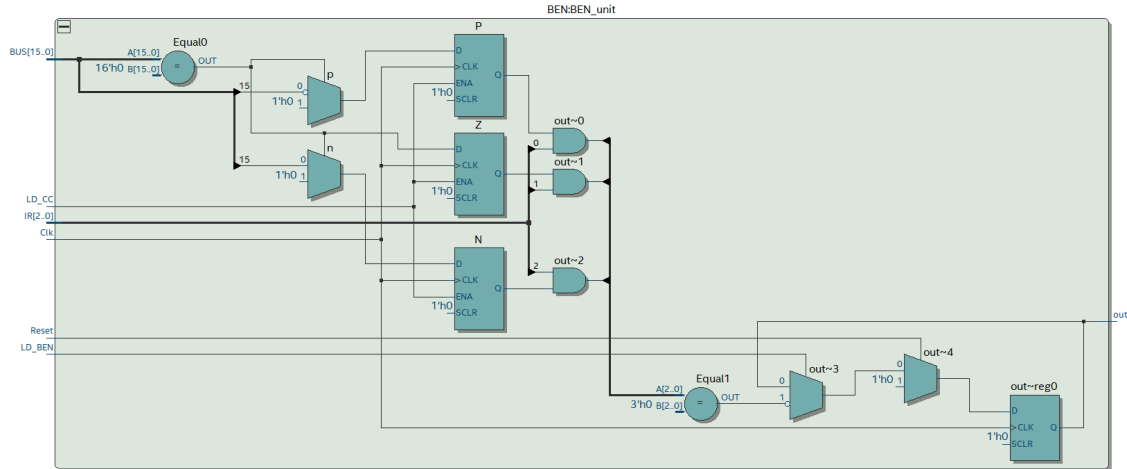 BEN:BEN_unit
BUS[15..0]
Equal0
A[15..0]
16'h0 B[15..0]
=
OUT
15
p
0
1'h0 1
15
n
0
1'h0 1
P
D
>CLK
ENA
1'h0
SCLR
Q
Z
D
>CLK
ENA
1'h0
SCLR
Q
out~0
0
out~1
1
LD_CC
IR[2..0]
Clk
N
D
>CLK
ENA
1'h0
SCLR
Q
out~2
2
Reset
LD_BEN
out
Equal1
A[2..0]
3'h0 B[2..0]
=
OUT
out~3
0
1
out~4
0
1'h0 1
out~reg0
D
>CLK
1'h0
SCLR
Q